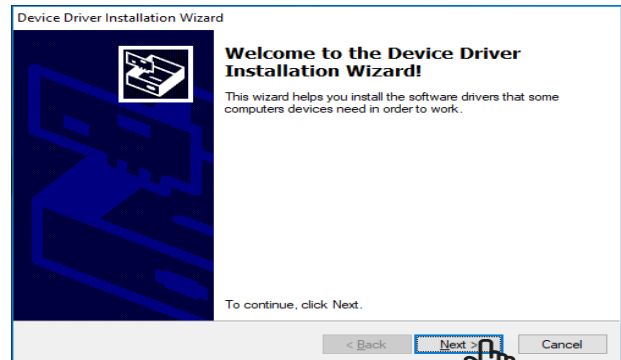 Device Driver Installation Wizard
Welcome to the Device Driver
Installation Wizard!
This wizard helps you install the software drivers that some
computers devices need in order to work.
To continue, click Next.
< Back
Next >
Cancel